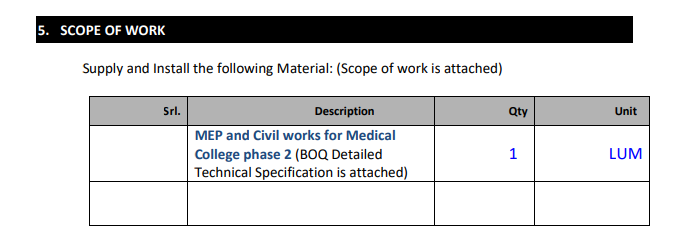 5. SCOPE OF WORK
Supply and Install the following Material: (Scope of work is attached)
Srl. Description Qty Unit
MEP and Civil works for Medical
College phase 2 (BOQ Detailed 1 LUM
Technical Specification is attached)